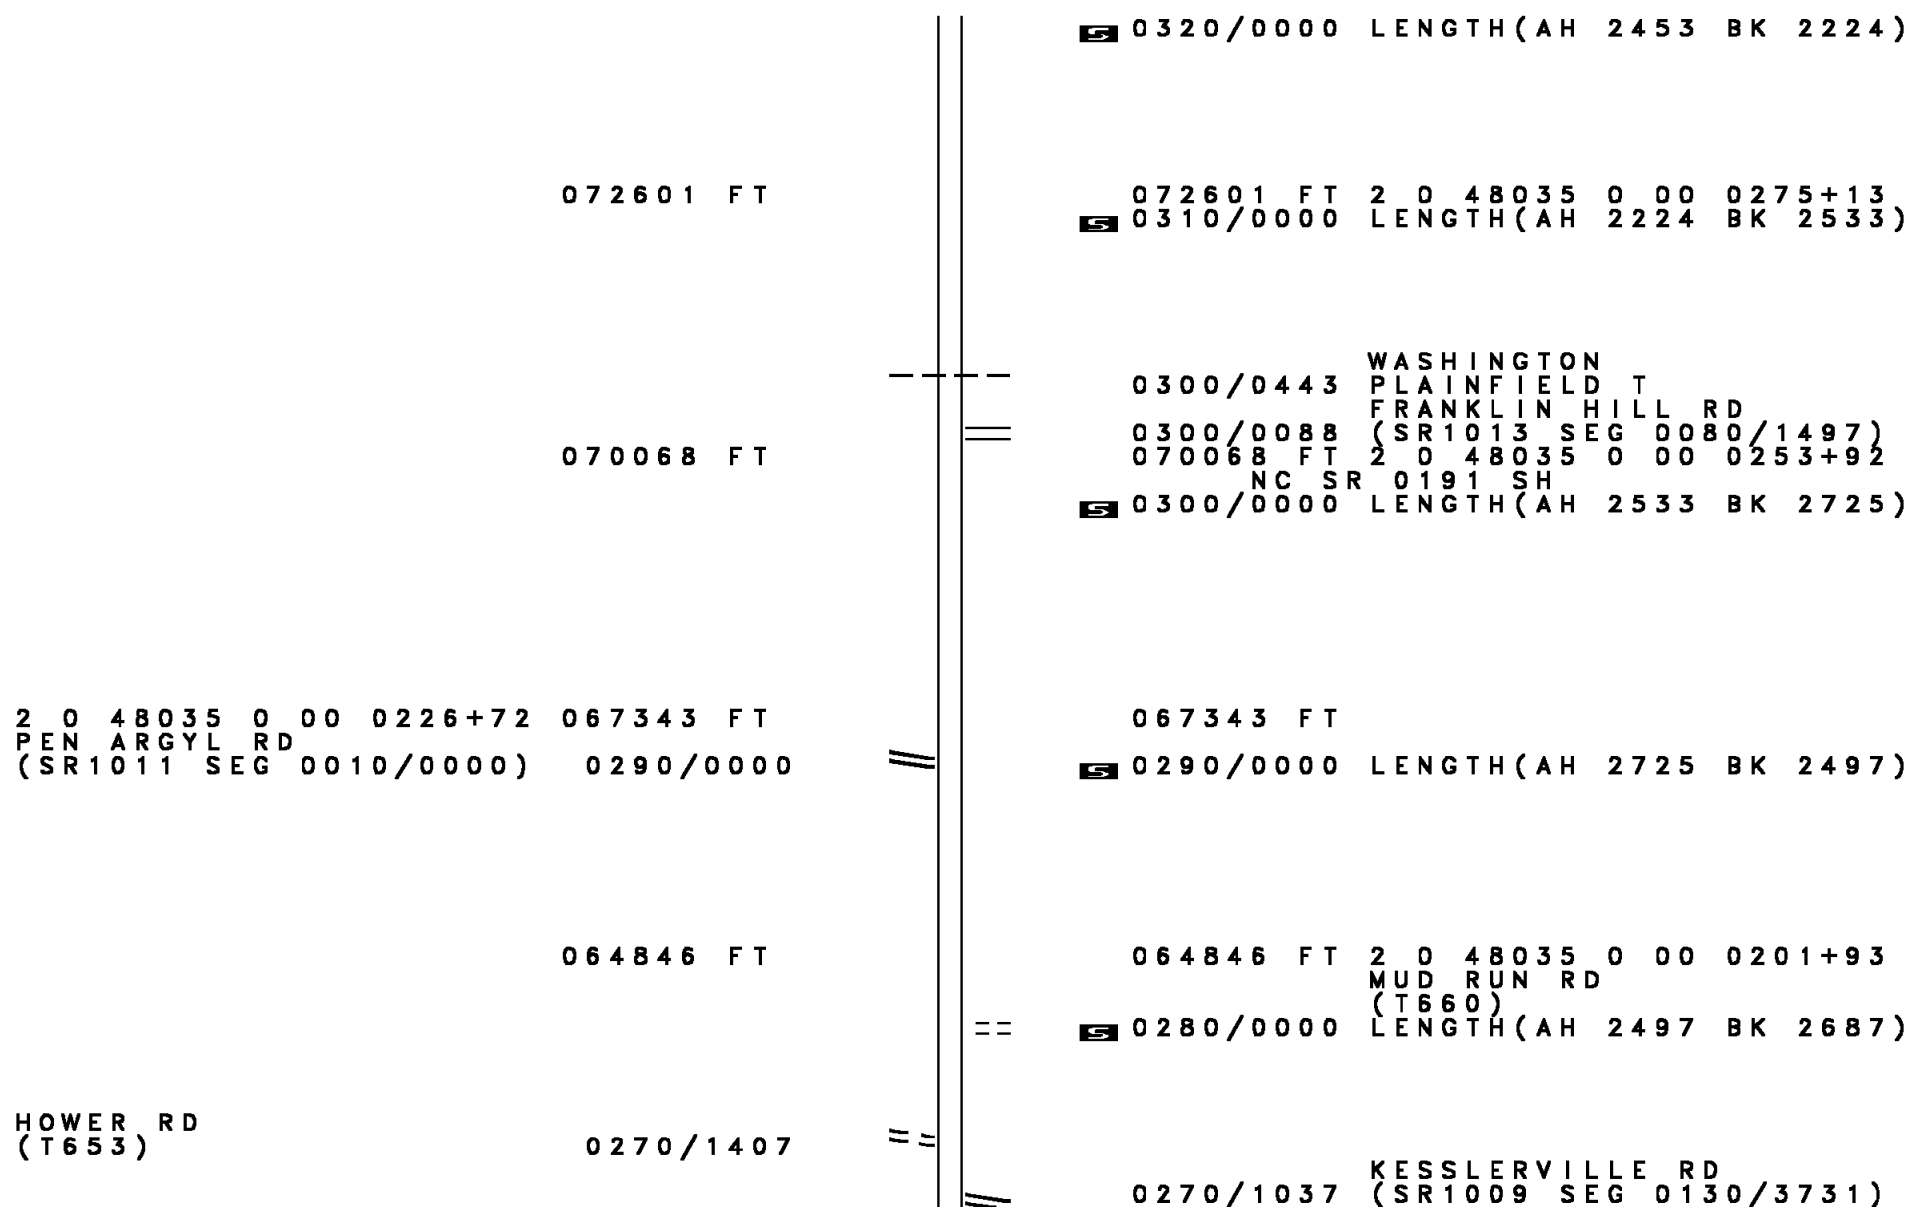 S 0320/0000 LENGTH(AH 2453 BK 2224)
072601 FT 072601 FT 2 0 48035 0 00 0275+13
S 0310/0000 LENGTH(AH 2224 BK 2533)
WASHINGTON
0300/0443 PLAINFIELD T
FRANKLIN HILL RD
0300/0088 (SR1013 SEG 0080/1497)
070068 FT 070068 FT 2 0 48035 0 00 0253+92
NC SR 0191 SH
S 0300/0000 LENGTH(AH 2533 BK 2725)
2 0 48035 0 00 0226+72 067343 FT 067343 FT
PEN ARGYL RD
(SR1011 SEG 0010/0000) 0290/0000 S 0290/0000 LENGTH(AH 2725 BK 2497)
064846 FT 064846 FT 2 0 48035 0 00 0201+93
MUD RUN RD
(T660)
S 0280/0000 LENGTH(AH 2497 BK 2687)
HOWER RD
(T653) 0270/1407
KESSLERVILLE RD
0270/1037 (SR1009 SEG 0130/3731)